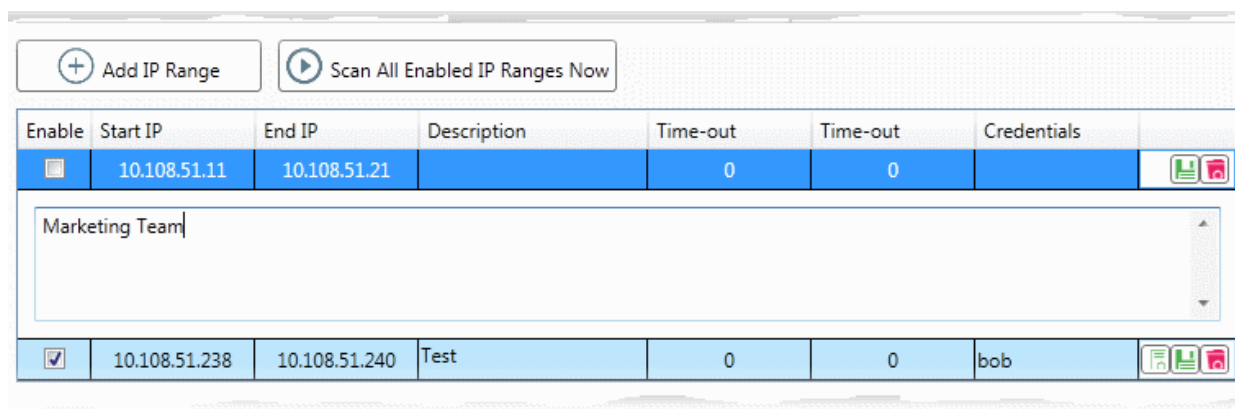 Add IP Range
Scan All Enabled IP Ranges Now
Enable Start IP End IP Description Time-out Time-out Credentials
10.108.51.11 10.108.51.21 0 0
Marketing Team
10.108.51.238 10.108.51.240 Test 0 0 bob